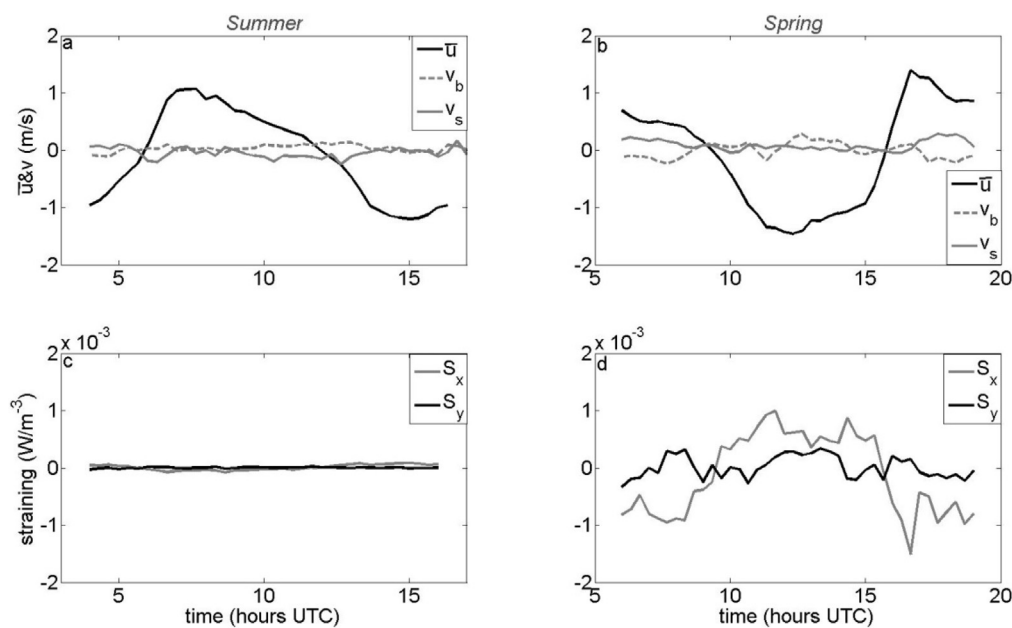 Summer
Spring
a
ū
v_b
v_s
2
1
0
-1
-2
ū&v (m/s)
5
10
15
b
ū
v_b
v_s
2
1
0
-1
-2
5
10
15
20
x 10^-3
c
S_x
S_y
2
1
0
-1
-2
straining (W/m^-3)
5
10
15
time (hours UTC)
x 10^-3
d
S_x
S_y
2
1
0
-1
-2
5
10
15
20
time (hours UTC)